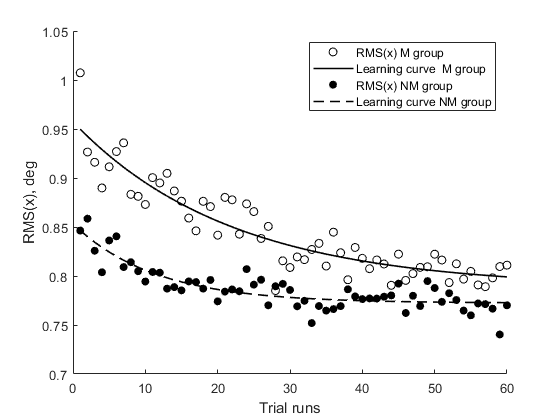 1.05
RMS(x) M group
Learning curve  M group
RMS(x) NM group
Learning curve NM group
1
0.95
0.9
0.85
0.8
0.75
0.7
RMS(x), deg
0 10 20 30 40 50 60
Trial runs